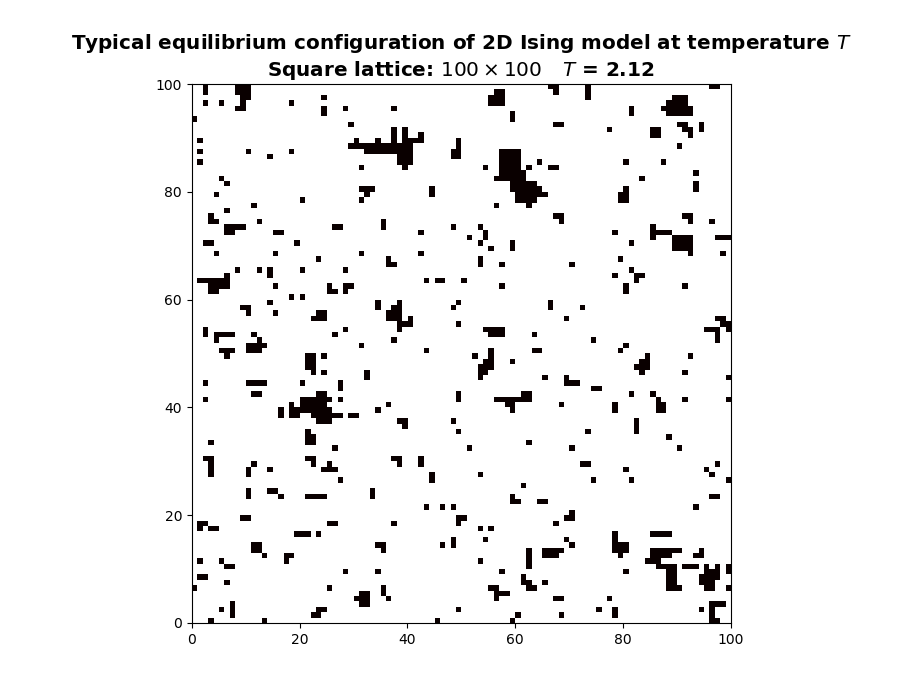 Typical equilibrium configuration of 2D Ising model at temperature T
Square lattice: 100 × 100 T = 2.12
100
80
60
40
20
0
0 20 40 60 80 100